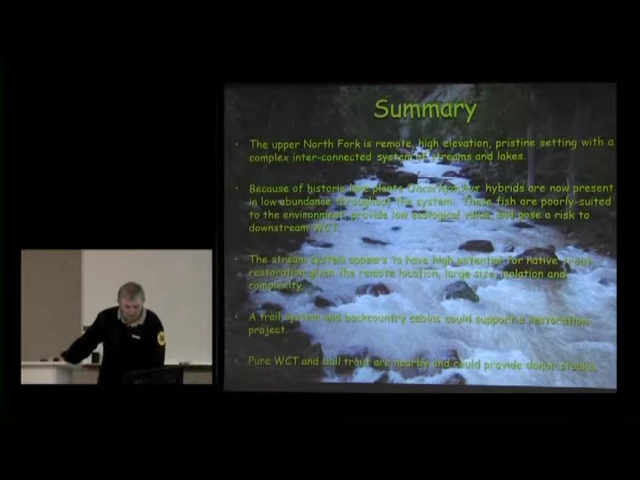 Summary
The upper North Fork is remote, high elevation, pristine setting with a
complex inter-connected system of streams and lakes.
Because of historic lake plants Oncorhynchus hybrids are now present
in low abundance throughout the system. These fish are poorly-suited
to the environment, provide low ecological value, and pose a risk to
downstream WCT.
The stream system appears to have high potential for native trout
restoration given the remote location, large size, isolation and
complexity.
A trail system and backcountry cabins could support a restoration
project.
Pure WCT and bull trout are nearby and could provide donor stocks.